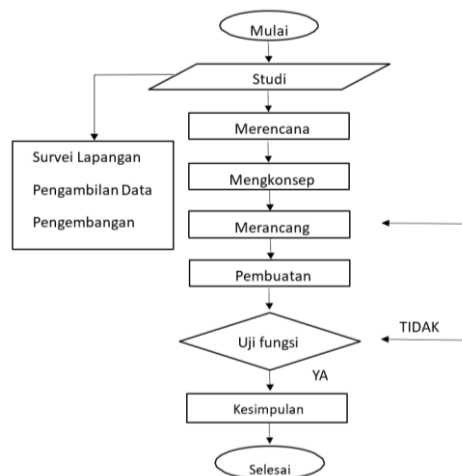 Mulai
Studi
Merencana
Survei Lapangan
Pengambilan Data
Pengembangan
Mengkonsep
Merancang
Pembuatan
Uji fungsi
TIDAK
YA
Kesimpulan
Selesai